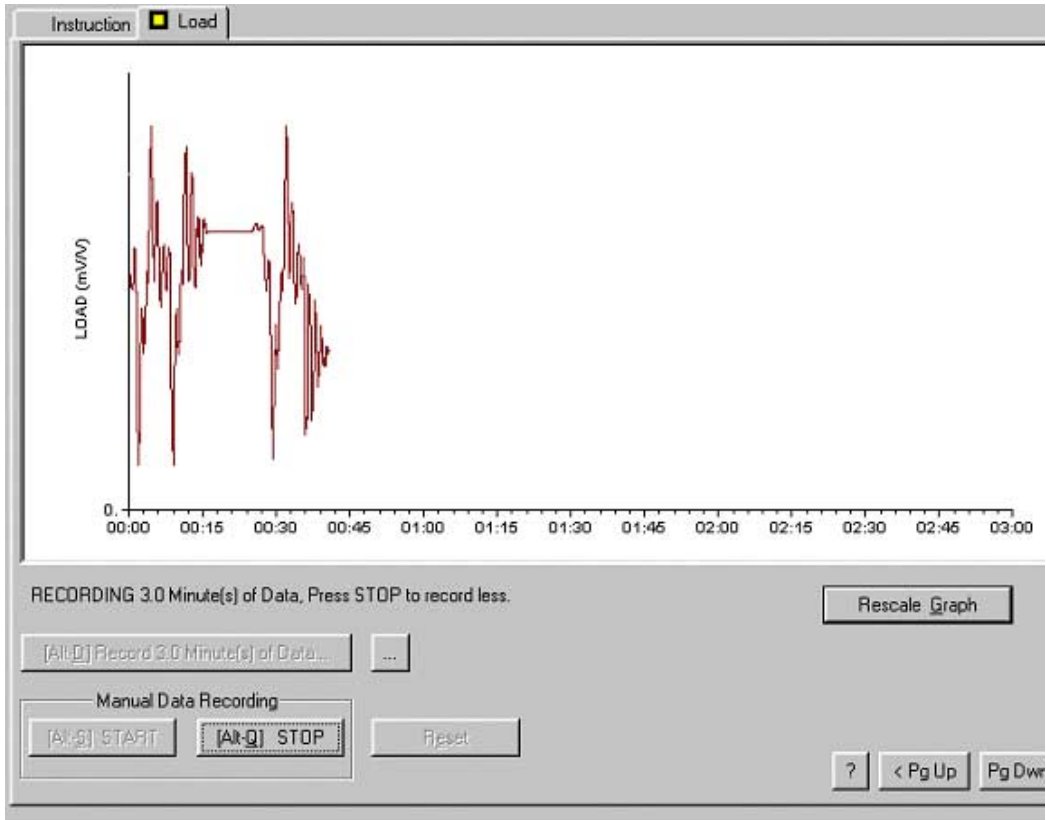 Instruction
Load
LOAD (mV/V)
0.
00:00 00:15 00:30 00:45 01:00 01:15 01:30 01:45 02:00 02:15 02:30 02:45 03:00
RECORDING 3.0 Minute(s) of Data, Press STOP to record less.
Rescale Graph
[Alt-D] Record 3.0 Minute(s) of Data...
...
Manual Data Recording
[Alt-S] START
[Alt-Q] STOP
Reset
?
< Pg Up
Pg Dwn